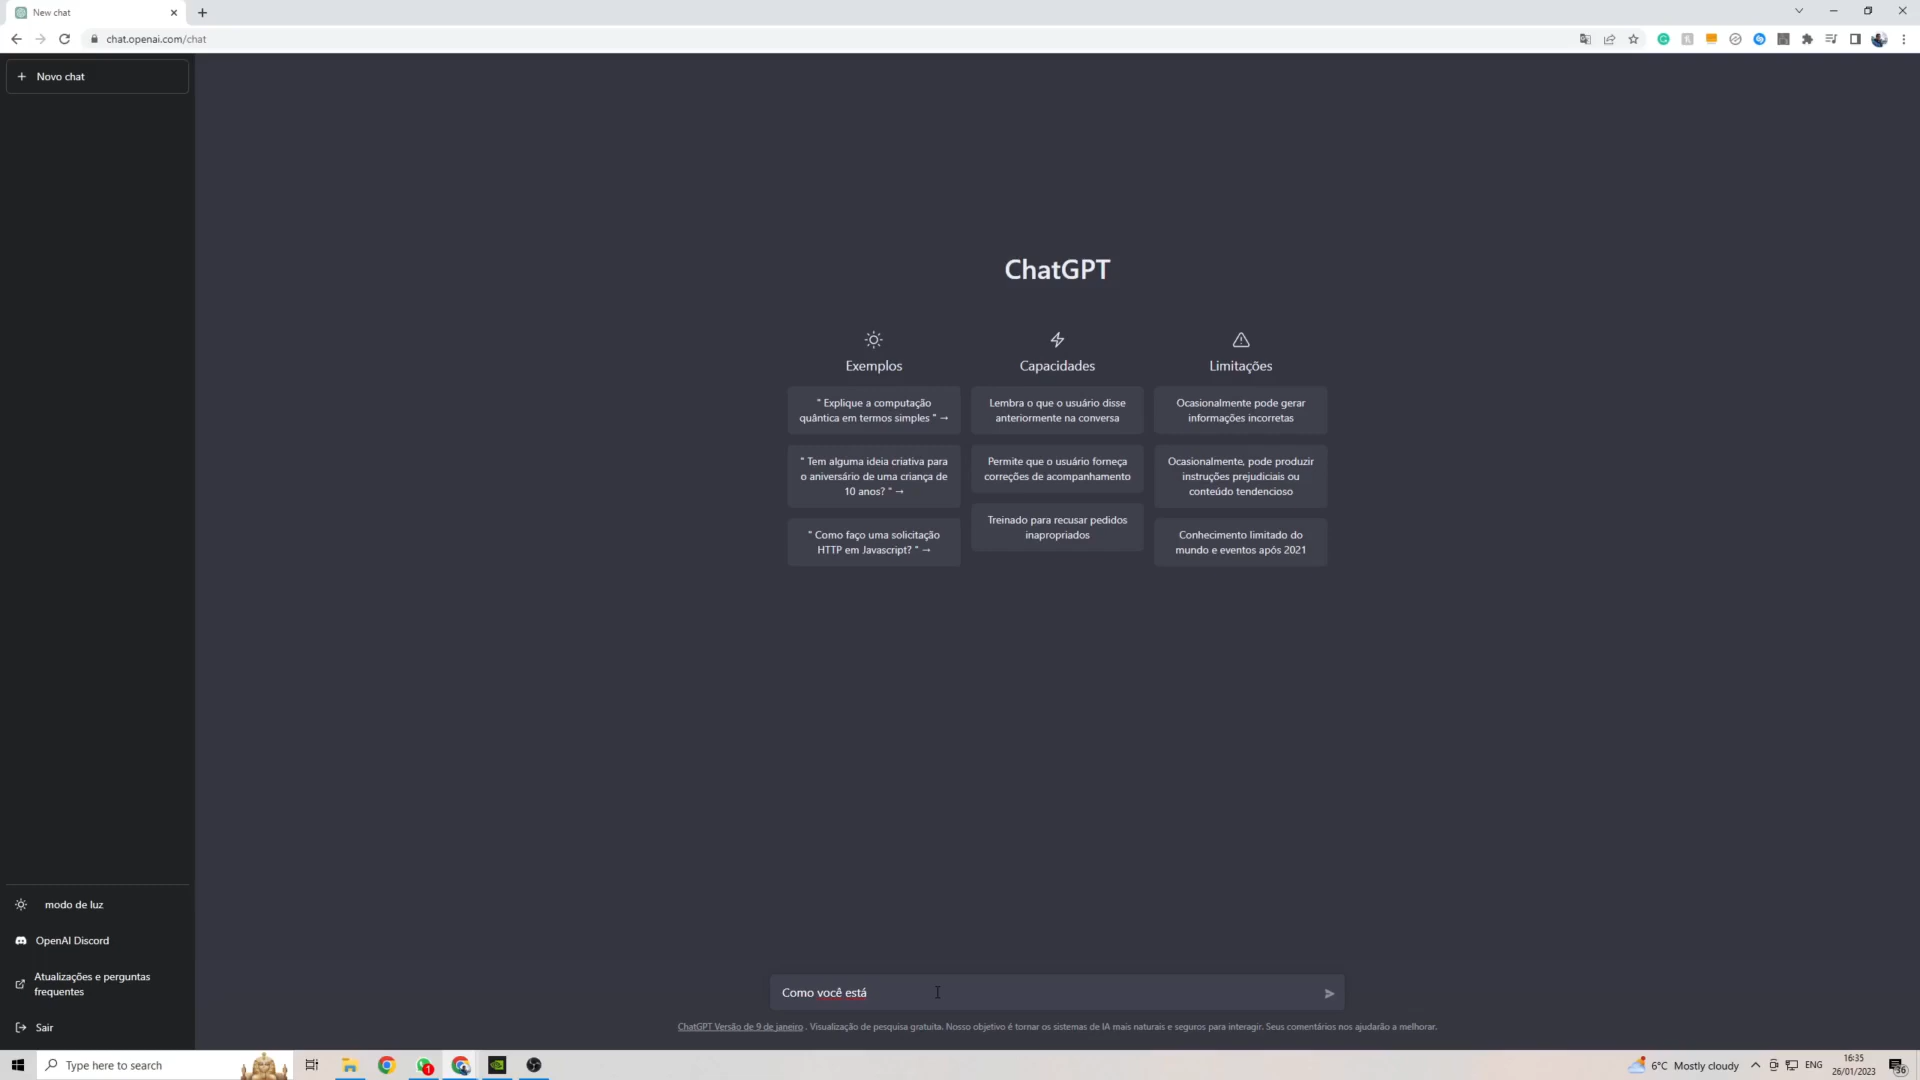 New chat
chat.openai.com/chat
+ Novo chat
ChatGPT
Exemplos
" Explique a computação
quântica em termos simples " →
" Tem alguma ideia criativa para
o aniversário de uma criança de
10 anos? " →
" Como faço uma solicitação
HTTP em Javascript? " →
Capacidades
Lembra o que o usuário disse
anteriormente na conversa
Permite que o usuário forneça
correções de acompanhamento
Treinado para recusar pedidos
inapropriados
Limitações
Ocasionalmente pode gerar
informações incorretas
Ocasionalmente, pode produzir
instruções prejudiciais ou
conteúdo tendencioso
Conhecimento limitado do
mundo e eventos após 2021
modo de luz
OpenAI Discord
Atualizações e perguntas
frequentes
Sair
Como você está
ChatGPT Versão de 9 de janeiro . Visualização de pesquisa gratuita. Nosso objetivo é tornar os sistemas de IA mais naturais e seguros para interagir. Seus comentários nos ajudarão a melhorar.
Type here to search
1
6°C Mostly cloudy
ENG
16:35
26/01/2023
36